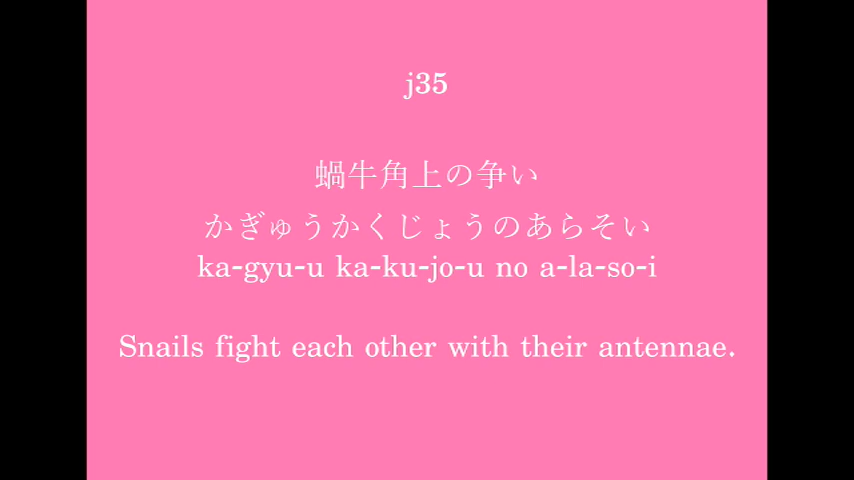 j35
蝸牛角上の争い
かぎゅうかくじょうのあらそい
ka-gyu-u ka-ku-jo-u no a-la-so-i
Snails fight each other with their antennae.